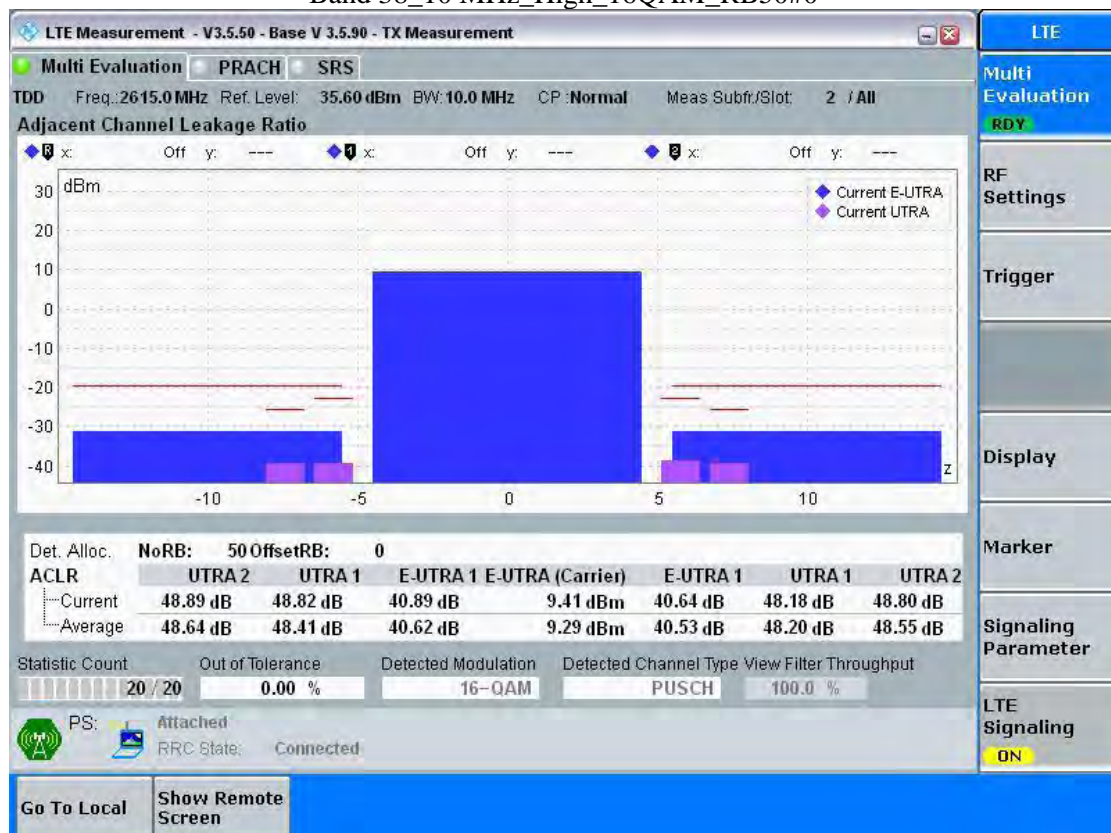 Band 38_10 MHz_High_16QAM_RB50#0
LTE Measurement - V3.5.50 - Base V 3.5.90 - TX Measurement
LTE
Multi Evaluation PRACH SRS
Multi Evaluation
RDY
TDD Freq.:2615.0 MHz Ref. Level: 35.60 dBm BW:10.0 MHz CP :Normal Meas Subfr./Slot: 2 / All
Adjacent Channel Leakage Ratio
R x: Off y: --- 1 x: Off y: --- 2 x: Off y: ---
dBm
Current E-UTRA
Current UTRA
30
20
10
0
-10
-20
-30
-40
z
-10 -5 0 5 10
RF Settings
Trigger
Display
Marker
Signaling Parameter
LTE Signaling
ON
Det. Alloc. NoRB: 50 OffsetRB: 0
ACLR UTRA 2 UTRA 1 E-UTRA 1 E-UTRA (Carrier) E-UTRA 1 UTRA 1 UTRA 2
Current 48.89 dB 48.82 dB 40.89 dB 9.41 dBm 40.64 dB 48.18 dB 48.80 dB
Average 48.64 dB 48.41 dB 40.62 dB 9.29 dBm 40.53 dB 48.20 dB 48.55 dB
Statistic Count Out of Tolerance Detected Modulation Detected Channel Type View Filter Throughput
20 / 20 0.00 % 16-QAM PUSCH 100.0 %
PS: Attached
RRC State: Connected
Go To Local
Show Remote Screen